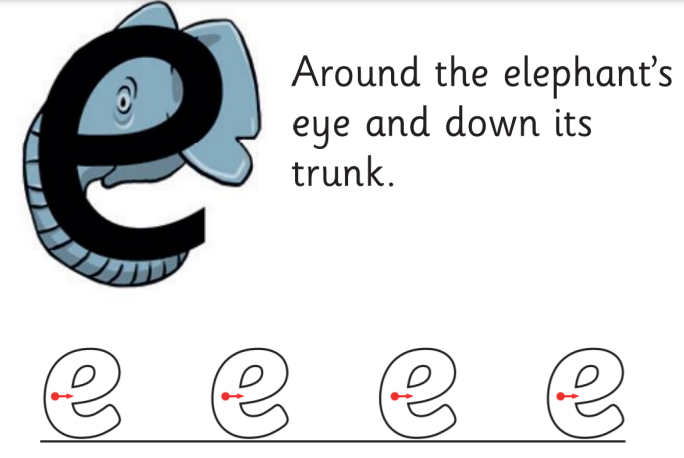 e
Around the elephant's
eye and down its
trunk.
e e e e